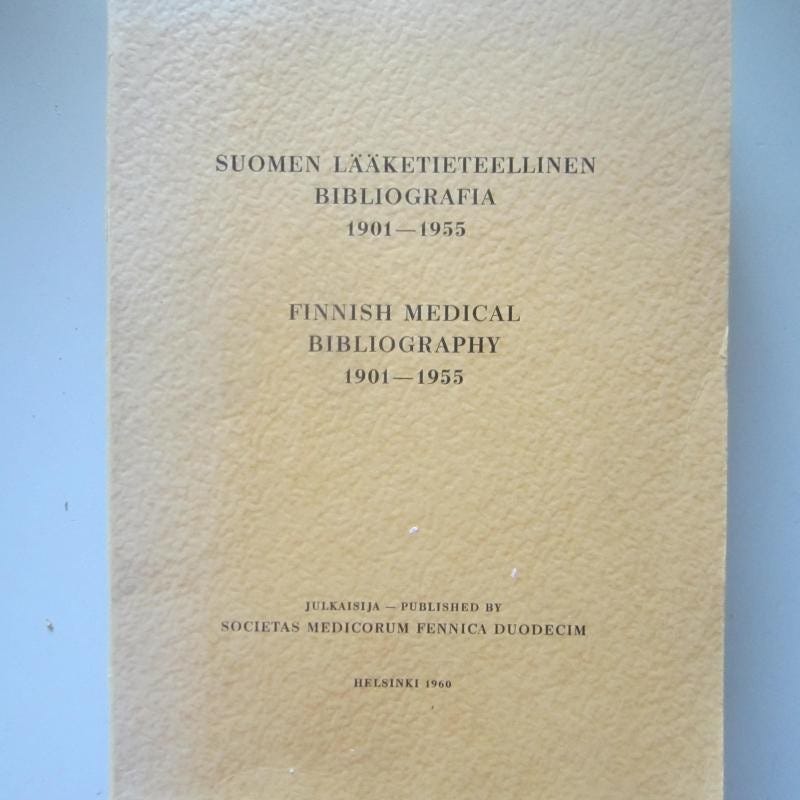 SUOMEN LÄÄKETIETEELLINEN
BIBLIOGRAFIA
1901—1955
FINNISH MEDICAL
BIBLIOGRAPHY
1901—1955
JULKAISIJA — PUBLISHED BY
SOCIETAS MEDICORUM FENNICA DUODECIM
HELSINKI 1960